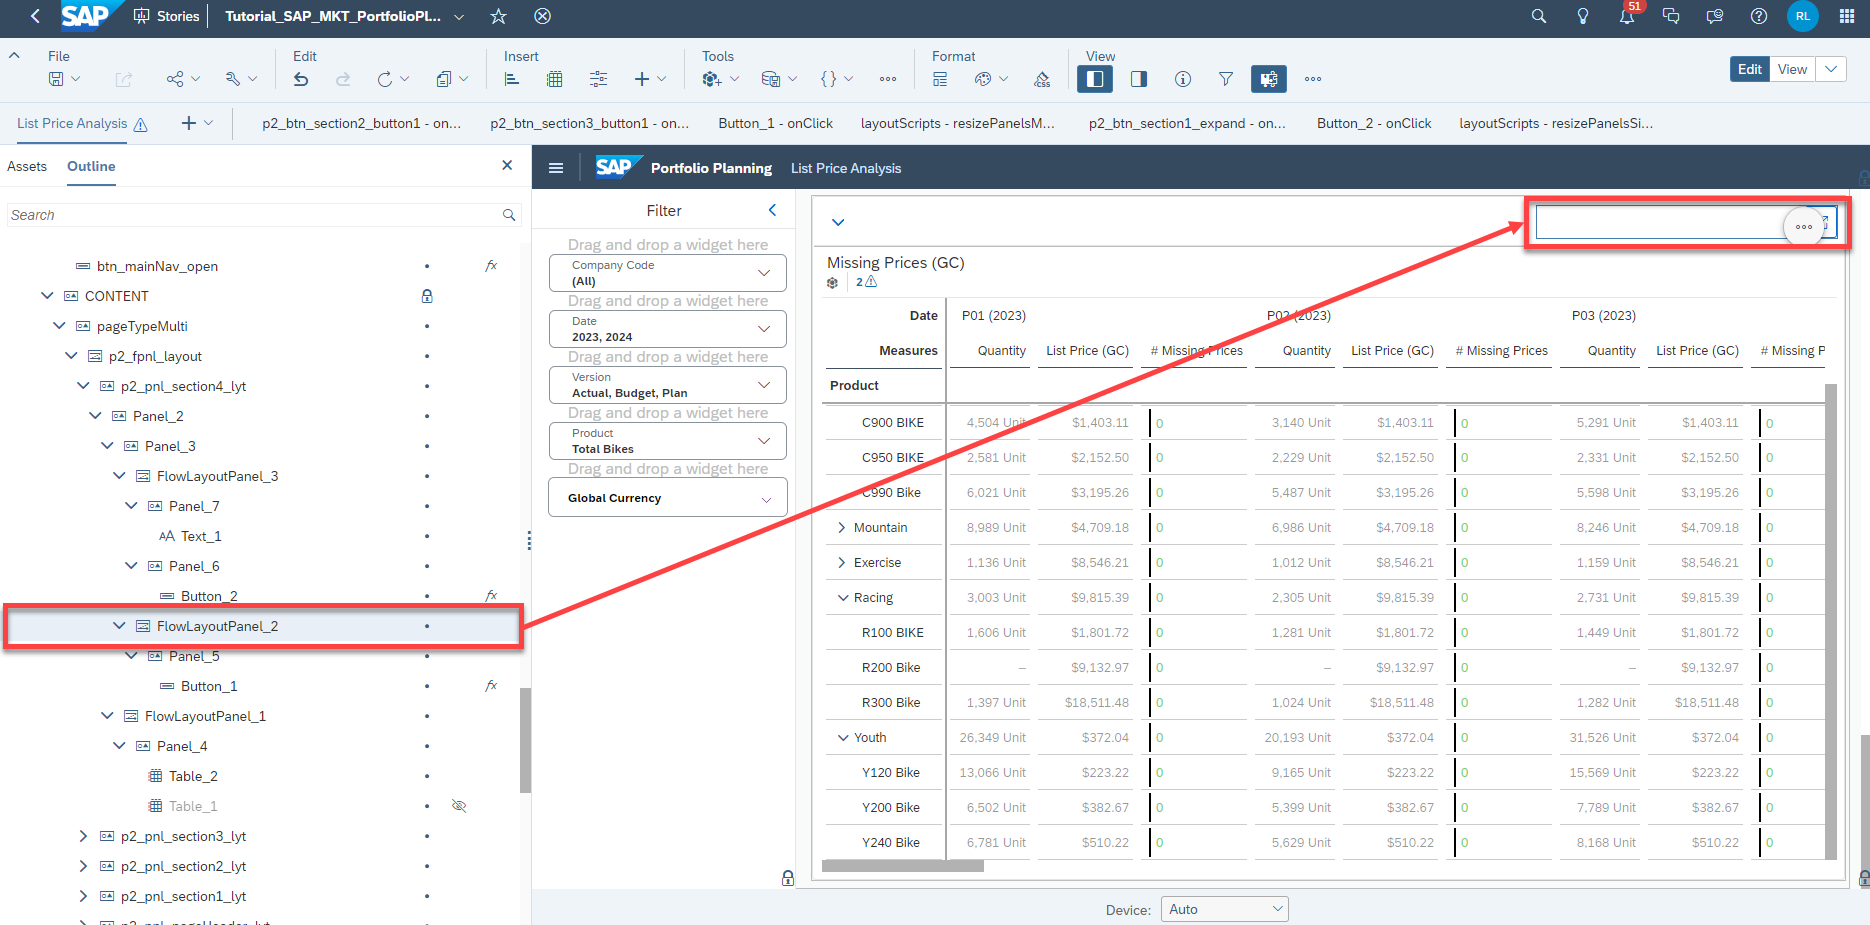 SAP Stories Tutorial_SAP_MKT_PortfolioPl... 51 RL
File Edit Insert Tools Format View
CSS
Edit View
List Price Analysis p2_btn_section2_button1 - on... p2_btn_section3_button1 - on... Button_1 - onClick layoutScripts - resizePanelsM... p2_btn_section1_expand - on... Button_2 - onClick layoutScripts - resizePanelsSi...
Assets Outline
Search
btn_mainNav_open fx
CONTENT
pageTypeMulti
p2_fpnl_layout
p2_pnl_section4_lyt
Panel_2
Panel_3
FlowLayoutPanel_3
Panel_7
AA Text_1
Panel_6
Button_2 fx
FlowLayoutPanel_2
Panel_5
Button_1 fx
FlowLayoutPanel_1
Panel_4
Table_2
Table_1
p2_pnl_section3_lyt
p2_pnl_section2_lyt
p2_pnl_section1_lyt
p2_pnl_pageHeader_lyt
SAP Portfolio Planning List Price Analysis
Filter
Drag and drop a widget here
Company Code
(All)
Drag and drop a widget here
Date
2023, 2024
Drag and drop a widget here
Version
Actual, Budget, Plan
Drag and drop a widget here
Product
Total Bikes
Drag and drop a widget here
Global Currency
Missing Prices (GC)
2
Date P01 (2023) P02 (2023) P03 (2023)
Measures Quantity List Price (GC) # Missing Prices Quantity List Price (GC) # Missing Prices Quantity List Price (GC) # Missing P
Product
C900 BIKE 4,504 Unit $1,403.11 0 3,140 Unit $1,403.11 0 5,291 Unit $1,403.11 0
C950 BIKE 2,581 Unit $2,152.50 0 2,229 Unit $2,152.50 0 2,331 Unit $2,152.50 0
C990 Bike 6,021 Unit $3,195.26 0 5,487 Unit $3,195.26 0 5,598 Unit $3,195.26 0
Mountain 8,989 Unit $4,709.18 0 6,986 Unit $4,709.18 0 8,246 Unit $4,709.18 0
Exercise 1,136 Unit $8,546.21 0 1,012 Unit $8,546.21 0 1,159 Unit $8,546.21 0
Racing 3,003 Unit $9,815.39 0 2,305 Unit $9,815.39 0 2,731 Unit $9,815.39 0
R100 BIKE 1,606 Unit $1,801.72 0 1,281 Unit $1,801.72 0 1,449 Unit $1,801.72 0
R200 Bike – $9,132.97 0 – $9,132.97 0 – $9,132.97 0
R300 Bike 1,397 Unit $18,511.48 0 1,024 Unit $18,511.48 0 1,282 Unit $18,511.48 0
Youth 26,349 Unit $372.04 0 20,193 Unit $372.04 0 31,526 Unit $372.04 0
Y120 Bike 13,066 Unit $223.22 0 9,165 Unit $223.22 0 15,569 Unit $223.22 0
Y200 Bike 6,502 Unit $382.67 0 5,399 Unit $382.67 0 7,789 Unit $382.67 0
Y240 Bike 6,781 Unit $510.22 0 5,629 Unit $510.22 0 8,168 Unit $510.22 0
Device: Auto